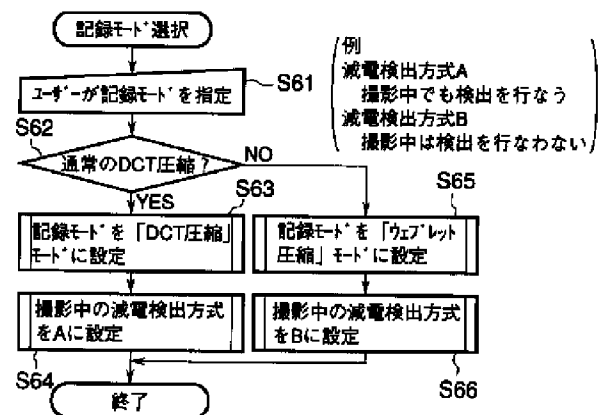 記録モード選択
ユーザーが記録モードを指定
S61
S62
通常のDCT圧縮？
NO
YES
S63
記録モードを「DCT圧縮」
モードに設定
S65
記録モードを「ウェブレット
圧縮」モードに設定
撮影中の減電検出方式
をAに設定
S64
撮影中の減電検出方式
をBに設定
S66
終了
例
減電検出方式A
撮影中でも検出を行なう
減電検出方式B
撮影中は検出を行なわない